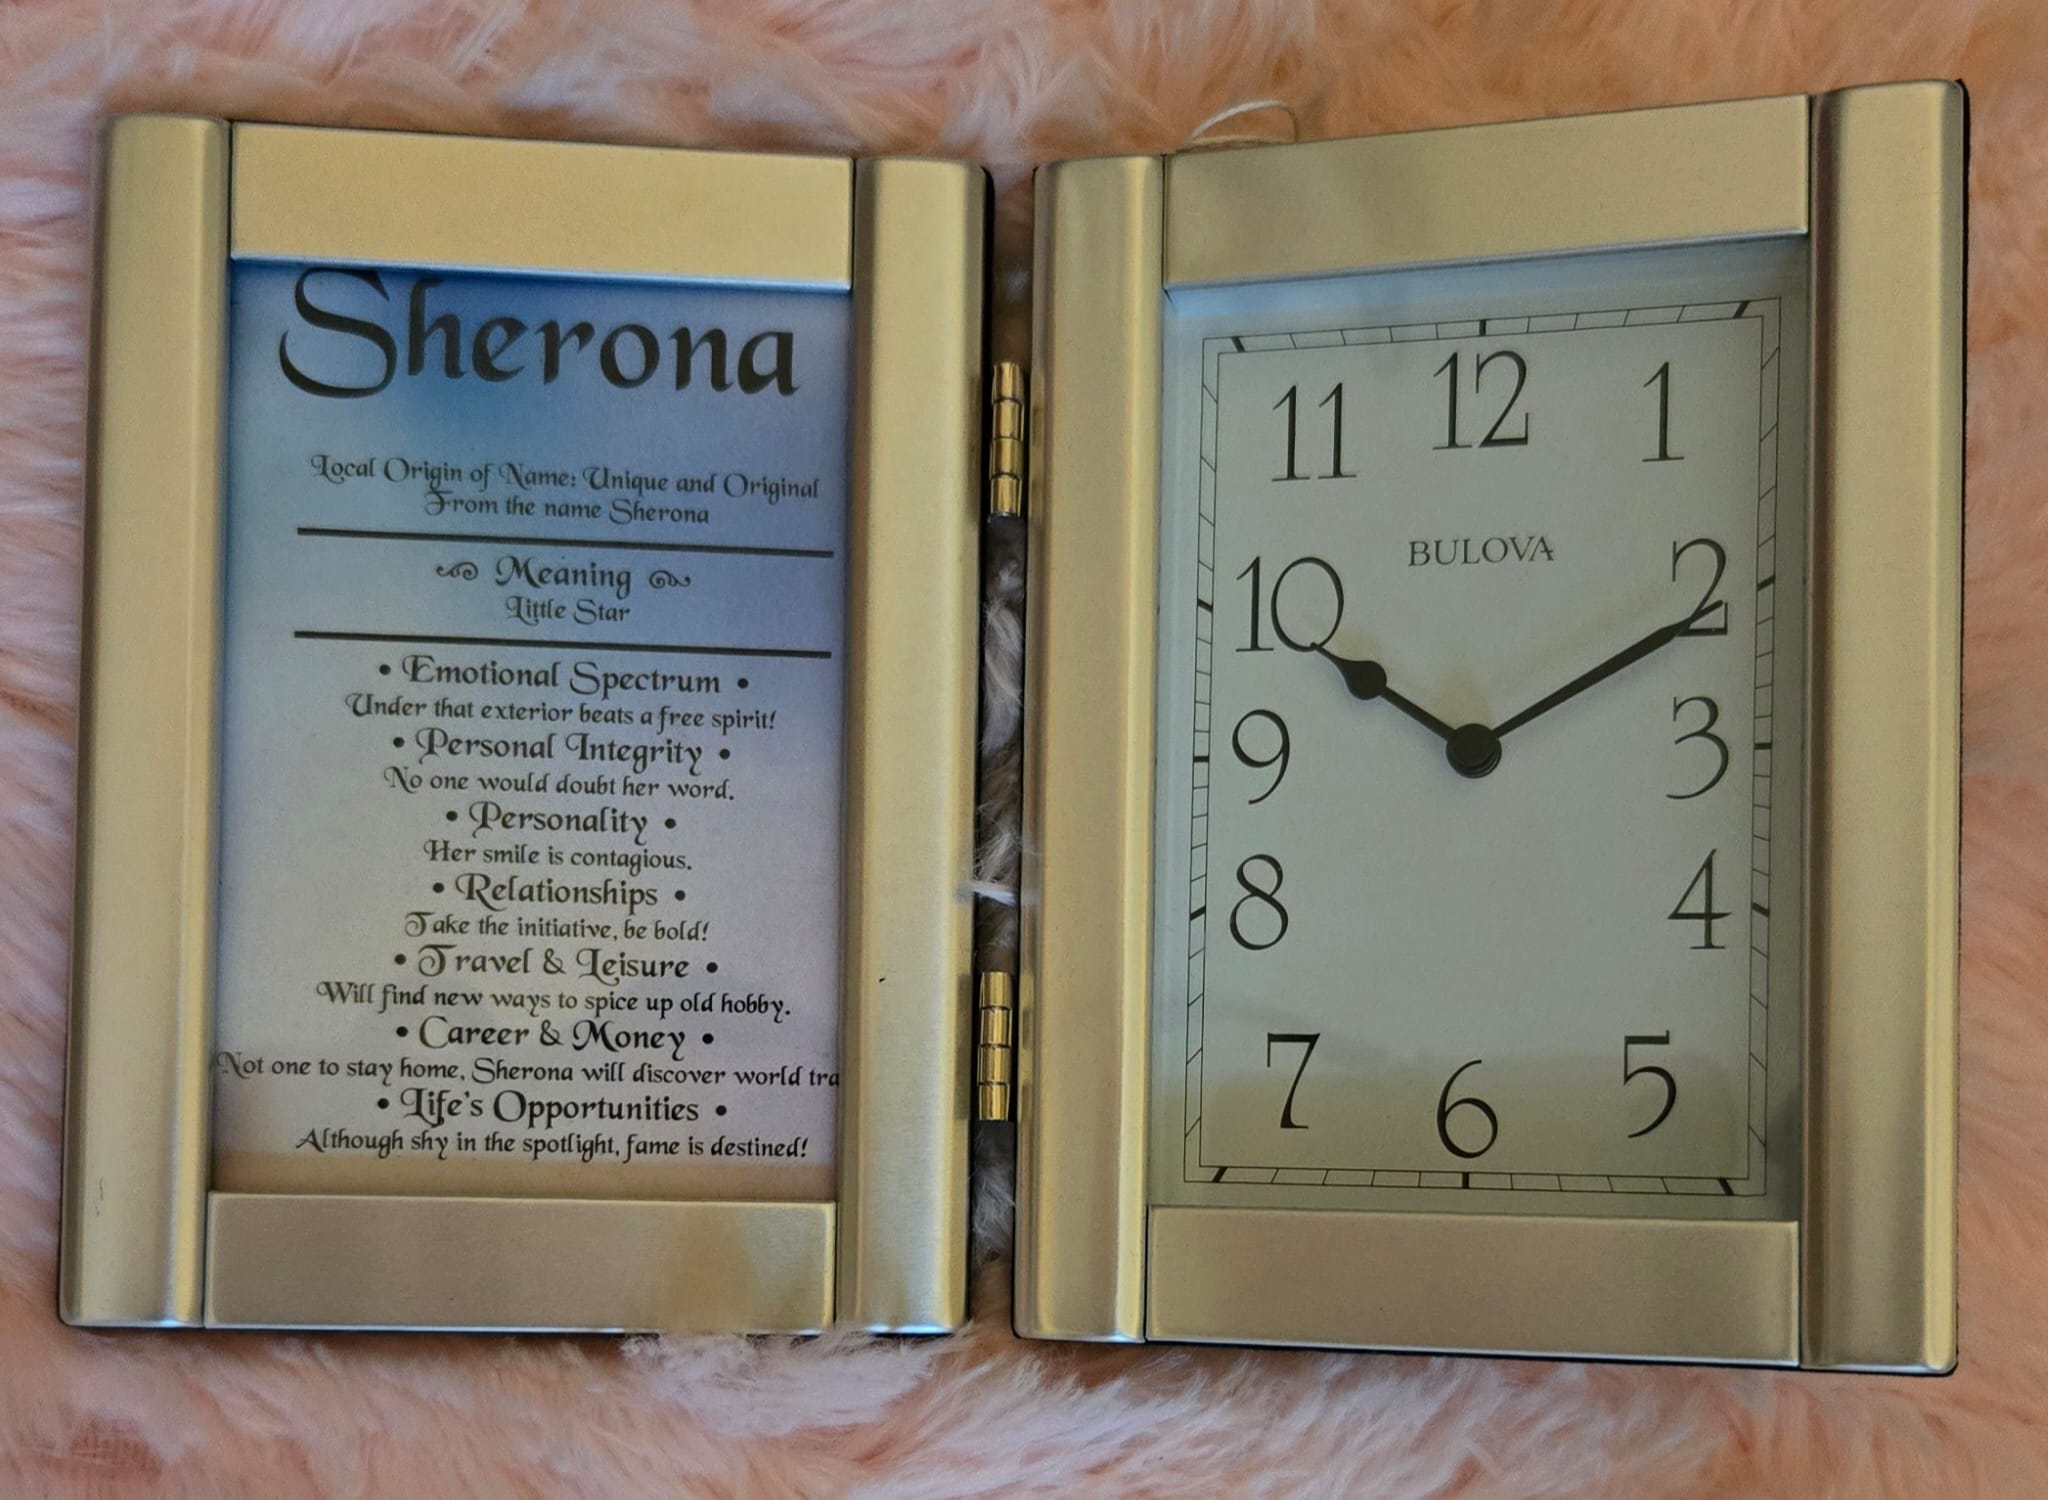 Sherona
Local Origin of Name: Unique and Original
From the name Sherona
Meaning
Little Star
• Emotional Spectrum •
Under that exterior beats a free spirit!
• Personal Integrity •
No one would doubt her word.
• Personality •
Her smile is contagious.
• Relationships •
Take the initiative, be bold!
• Travel & Leisure •
Will find new ways to spice up old hobby.
• Career & Money •
Not one to stay home, Sherona will discover world tra
• Life's Opportunities •
Although shy in the spotlight, fame is destined!
11 12 1
BULOVA
10 2
9 3
8 4
7 6 5